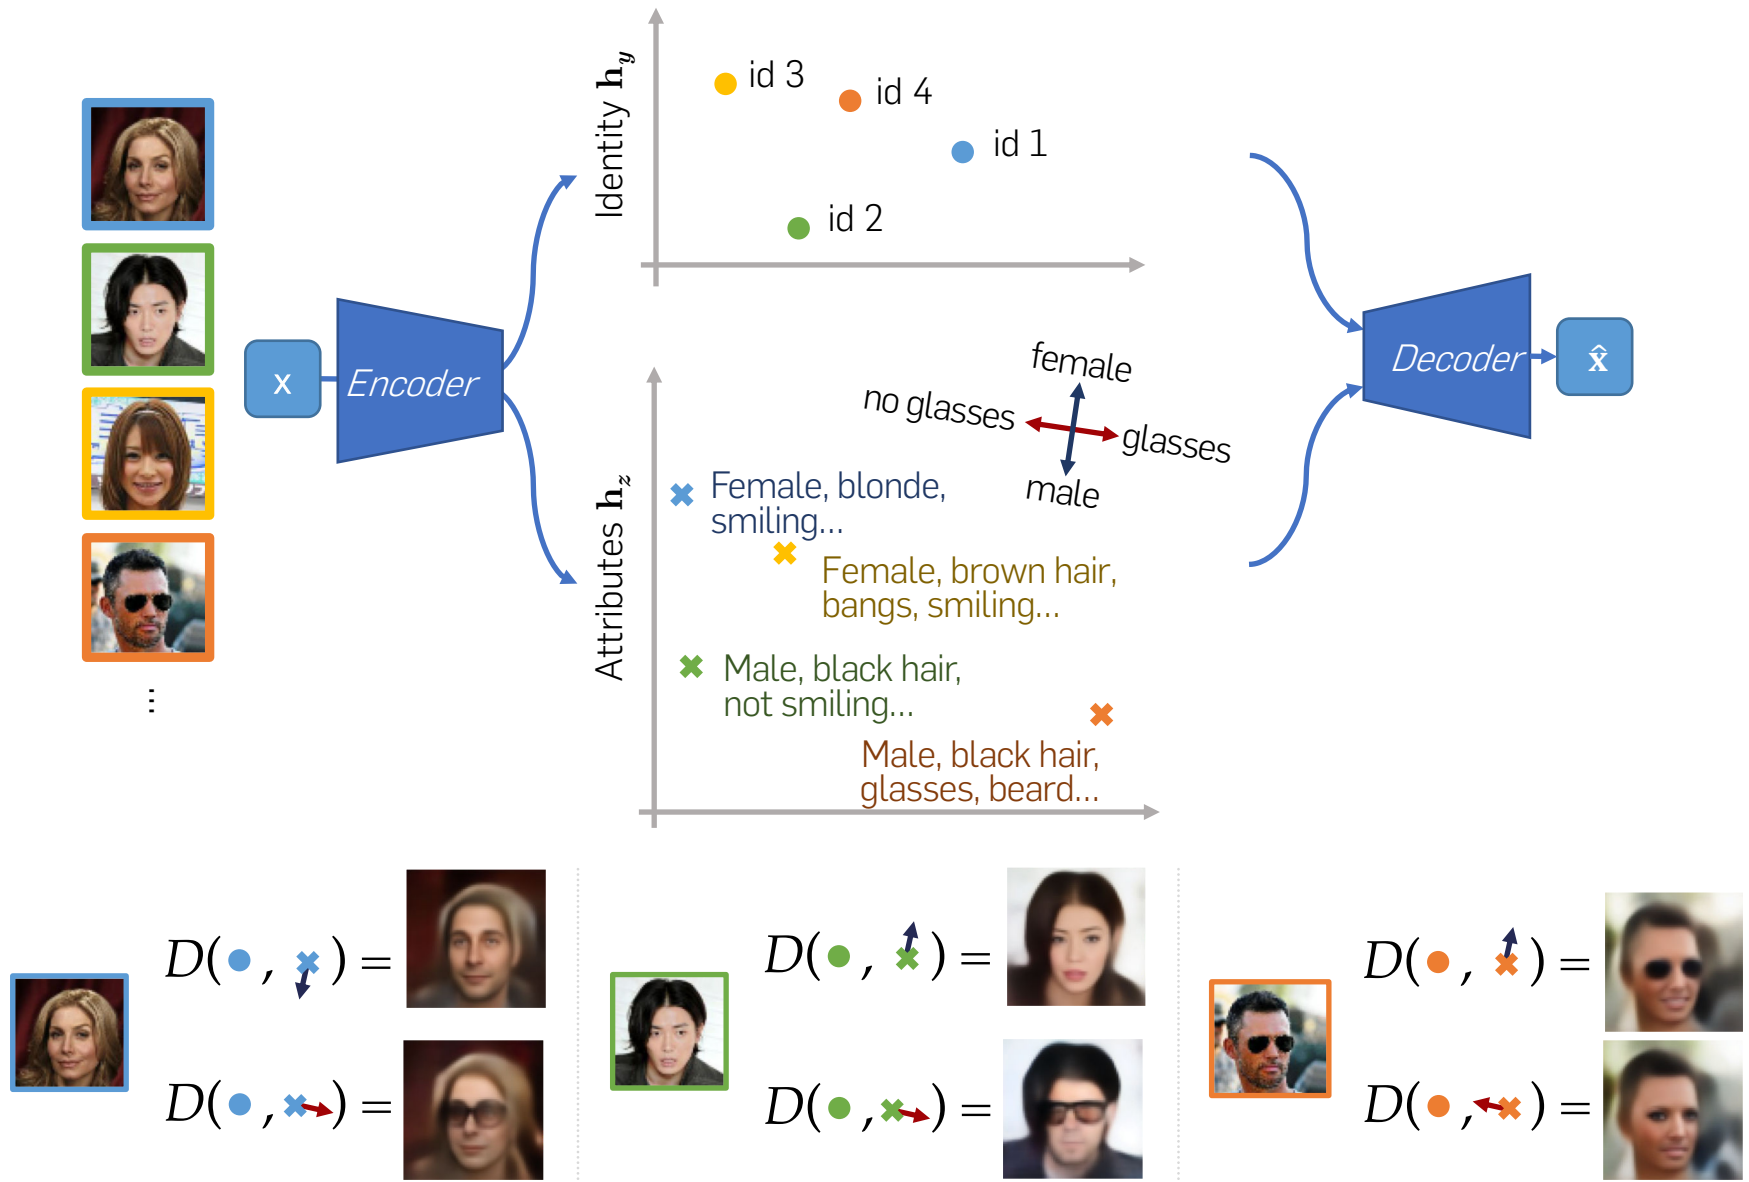 Identity h_y
id 3
id 4
id 1
id 2
x
Encoder
Decoder
x̂
Attributes h_z
female
no glasses
glasses
male
Female, blonde,
smiling...
Female, brown hair,
bangs, smiling...
Male, black hair,
not smiling...
Male, black hair,
glasses, beard...
...
D( , ) =
D( , ) =
D( , ) =
D( , ) =
D( , ) =
D( , ) =